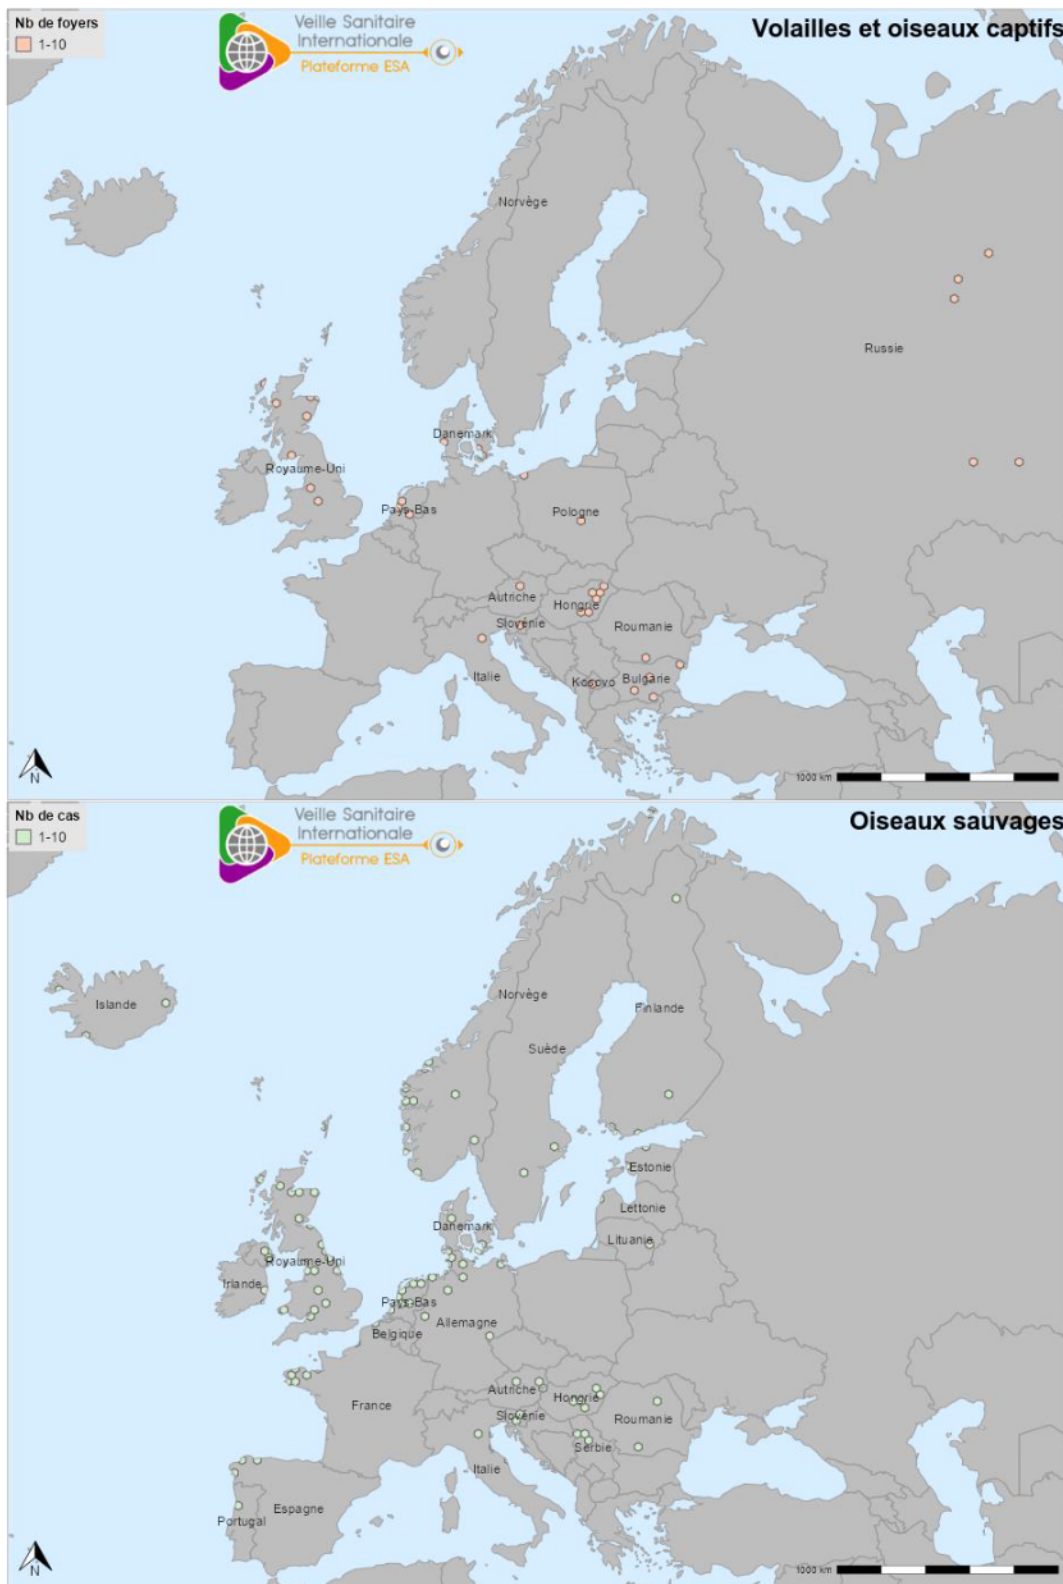 Nb de foyers
1-10
Veille Sanitaire
Internationale
Plateforme ESA
Volailles et oiseaux captifs
Norvège
Russie
Danemark
Royaume-Uni
Pays-Bas
Pologne
Autriche
Hongrie
Slovénie
Roumanie
Italie
Kosovo
Bulgarie
N
1000 km
Nb de cas
1-10
Veille Sanitaire
Internationale
Plateforme ESA
Oiseaux sauvages
Islande
Norvège
Finlande
Suède
Estonie
Lettonie
Danemark
Lituanie
Royaume-Uni
Irlande
Pays-Bas
Allemagne
Belgique
Autriche
Hongrie
France
Slovénie
Roumanie
Serbie
Italie
Espagne
Portugal
N
1000 km